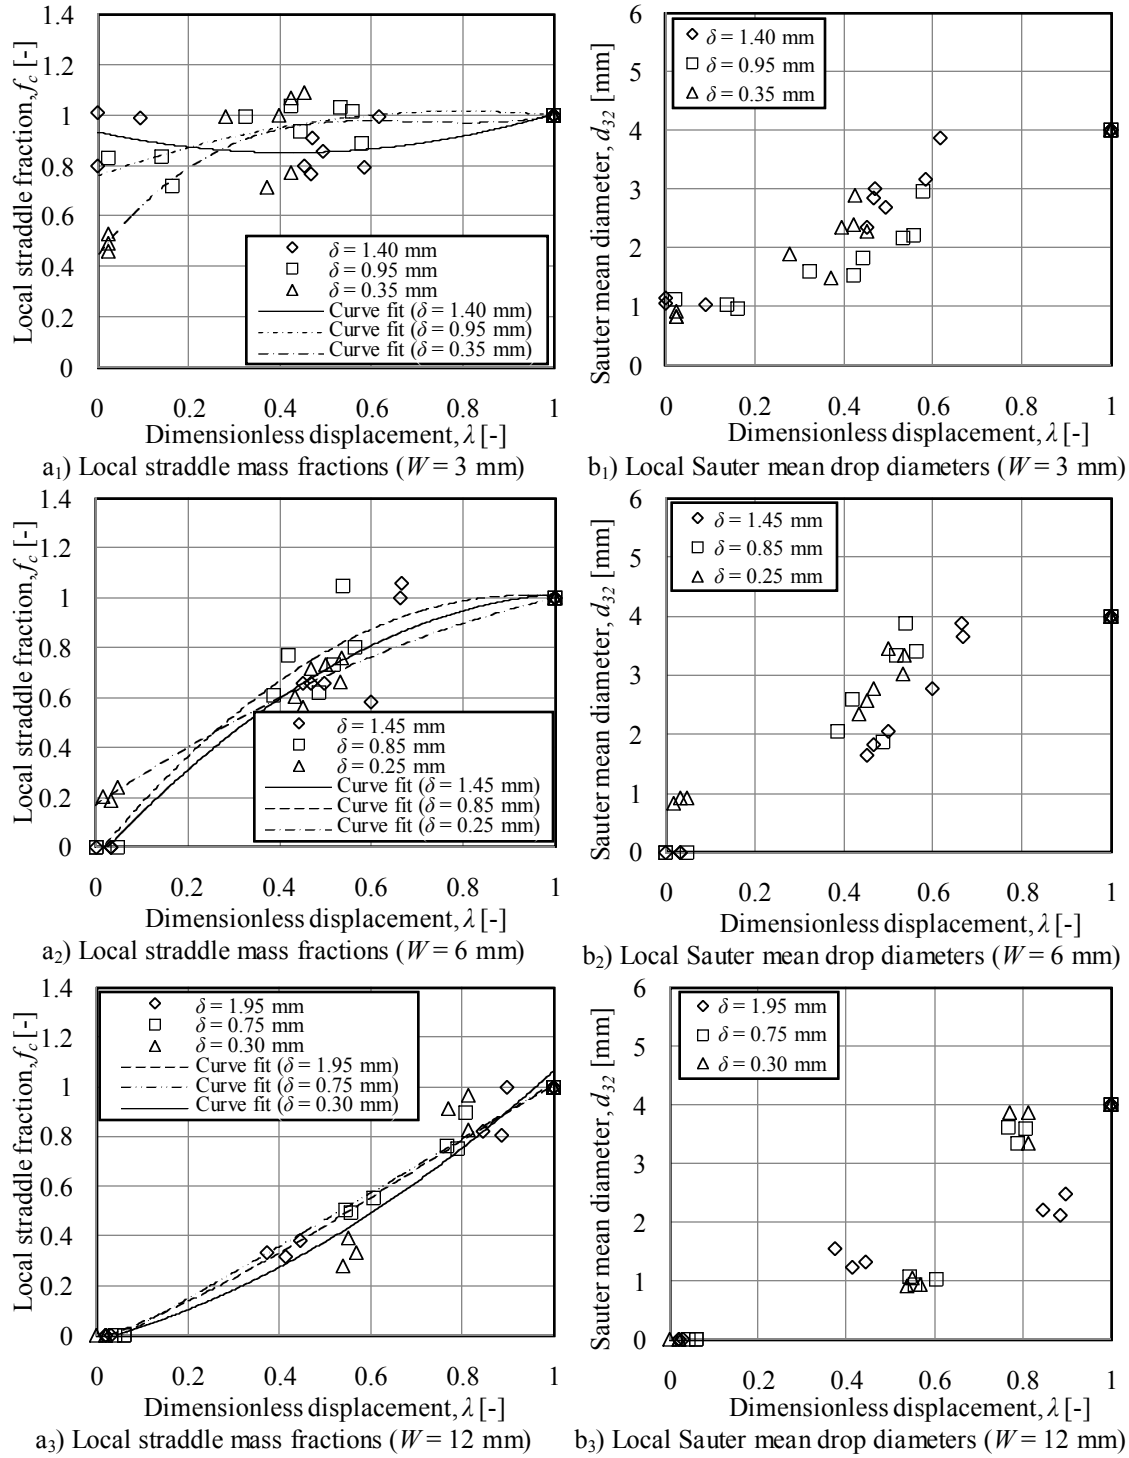 Local straddle fraction, f_c [-]
1.4
1.2
1
0.8
0.6
0.4
0.2
0
δ = 1.40 mm
δ = 0.95 mm
δ = 0.35 mm
Curve fit (δ = 1.40 mm)
Curve fit (δ = 0.95 mm)
Curve fit (δ = 0.35 mm)
0 0.2 0.4 0.6 0.8 1
Dimensionless displacement, λ [-]
a₁) Local straddle mass fractions (W = 3 mm)
Sauter mean diameter, d₃₂ [mm]
6
5
4
3
2
1
0
δ = 1.40 mm
δ = 0.95 mm
δ = 0.35 mm
0 0.2 0.4 0.6 0.8 1
Dimensionless displacement, λ [-]
b₁) Local Sauter mean drop diameters (W = 3 mm)
Local straddle fraction, f_c [-]
1.4
1.2
1
0.8
0.6
0.4
0.2
0
δ = 1.45 mm
δ = 0.85 mm
δ = 0.25 mm
Curve fit (δ = 1.45 mm)
Curve fit (δ = 0.85 mm)
Curve fit (δ = 0.25 mm)
0 0.2 0.4 0.6 0.8 1
Dimensionless displacement, λ [-]
a₂) Local straddle mass fractions (W = 6 mm)
Sauter mean diameter, d₃₂ [mm]
6
5
4
3
2
1
0
δ = 1.45 mm
δ = 0.85 mm
δ = 0.25 mm
0 0.2 0.4 0.6 0.8 1
Dimensionless displacement, λ [-]
b₂) Local Sauter mean drop diameters (W = 6 mm)
Local straddle fraction, f_c [-]
1.4
1.2
1
0.8
0.6
0.4
0.2
0
δ = 1.95 mm
δ = 0.75 mm
δ = 0.30 mm
Curve fit (δ = 1.95 mm)
Curve fit (δ = 0.75 mm)
Curve fit (δ = 0.30 mm)
0 0.2 0.4 0.6 0.8 1
Dimensionless displacement, λ [-]
a₃) Local straddle mass fractions (W = 12 mm)
Sauter mean diameter, d₃₂ [mm]
6
5
4
3
2
1
0
δ = 1.95 mm
δ = 0.75 mm
δ = 0.30 mm
0 0.2 0.4 0.6 0.8 1
Dimensionless displacement, λ [-]
b₃) Local Sauter mean drop diameters (W = 12 mm)